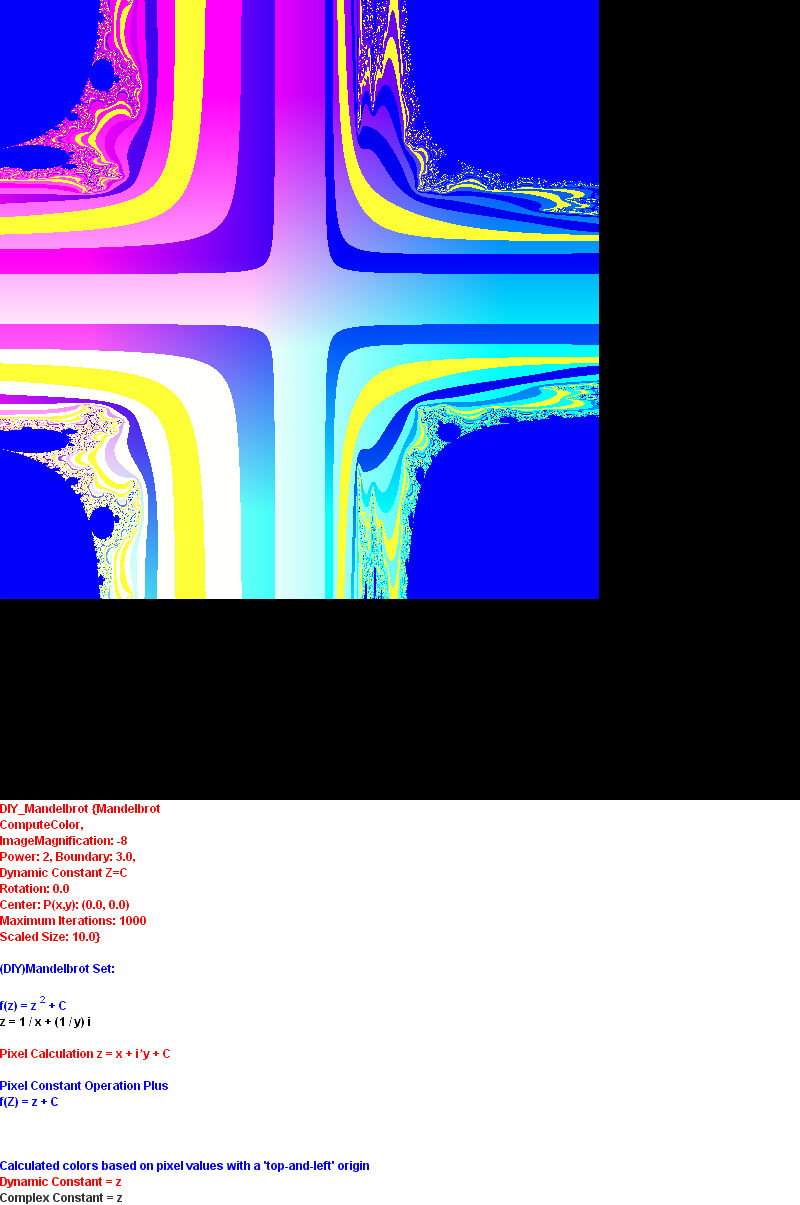 DIY_Mandelbrot {Mandelbrot
ComputeColor,
ImageMagnification: -8
Power: 2, Boundary: 3.0,
Dynamic Constant Z=C
Rotation: 0.0
Center: P(x,y): (0.0, 0.0)
Maximum Iterations: 1000
Scaled Size: 10.0}
(DIY)Mandelbrot Set:
f(z) = z ² + C
z = 1 / x + (1 / y) i
Pixel Calculation z = x + i*y + C
Pixel Constant Operation Plus
f(Z) = z + C
Calculated colors based on pixel values with a 'top-and-left' origin
Dynamic Constant = z
Complex Constant = z